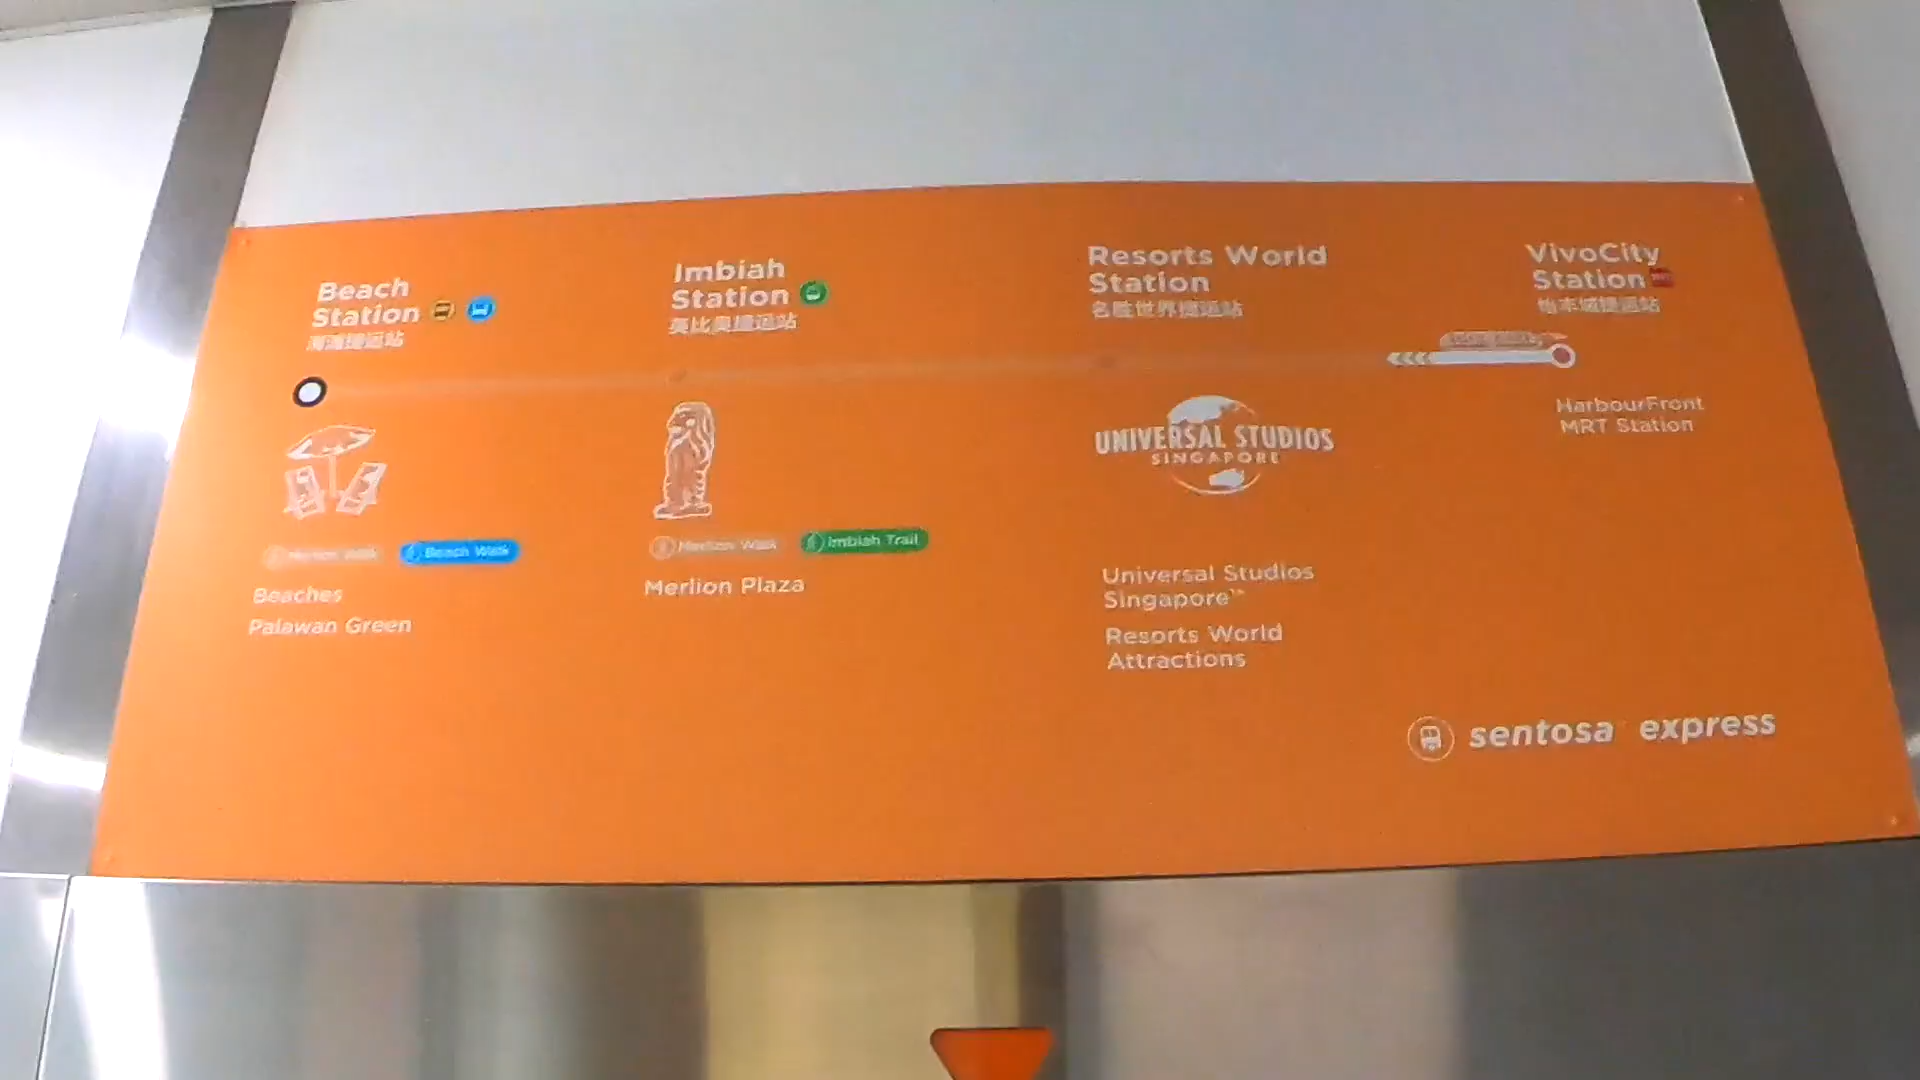 Beach
Station
海滩捷运站
Imbiah
Station
英比奥捷运站
Resorts World
Station
名胜世界捷运站
VivoCity
Station
怡丰城捷运站
HarbourFront
MRT Station
UNIVERSAL STUDIOS
SINGAPORE
Merlion Walk
Beach Walk
Beaches
Palawan Green
Merlion Walk
Imbiah Trail
Merlion Plaza
Universal Studios
Singapore™
Resorts World
Attractions
sentosa express